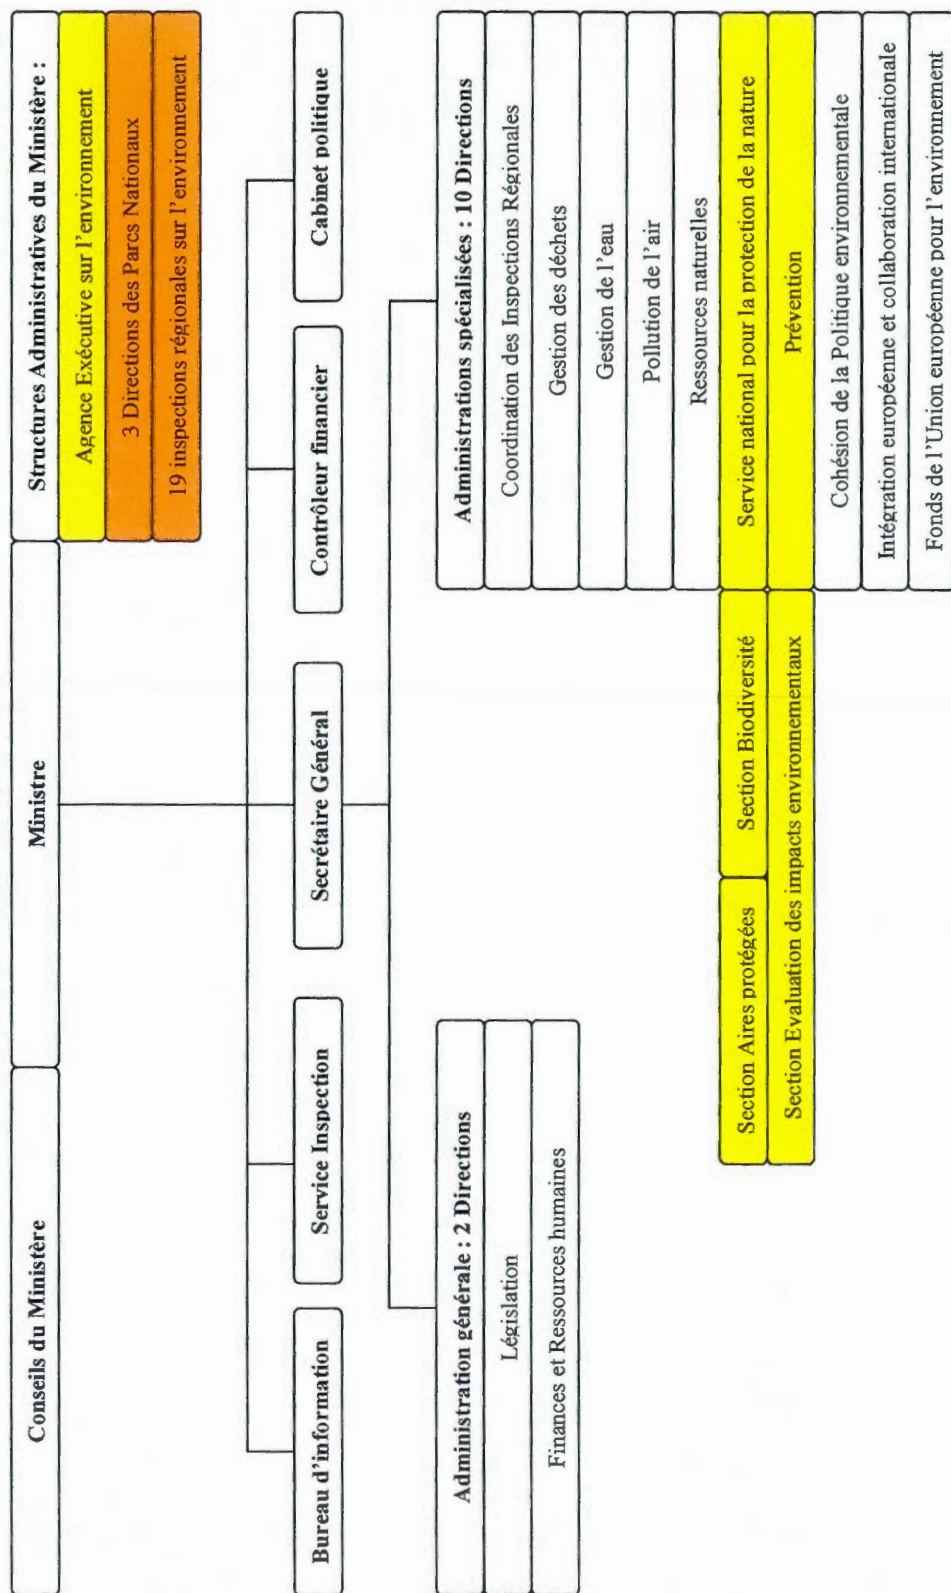 Conseils du Ministère
Ministre
Structures Administratives du Ministère :
Agence Exécutive sur l'environnement
3 Directions des Parcs Nationaux
19 inspections régionales sur l'environnement
Bureau d'information
Service Inspection
Secrétaire Général
Contrôleur financier
Cabinet politique
Administration générale : 2 Directions
Législation
Finances et Ressources humaines
Administrations spécialisées : 10 Directions
Coordination des Inspections Régionales
Gestion des déchets
Gestion de l'eau
Pollution de l'air
Ressources naturelles
Section Aires protégées
Section Biodiversité
Service national pour la protection de la nature
Section Evaluation des impacts environnementaux
Prévention
Cohésion de la Politique environnementale
Intégration européenne et collaboration internationale
Fonds de l'Union européenne pour l'environnement